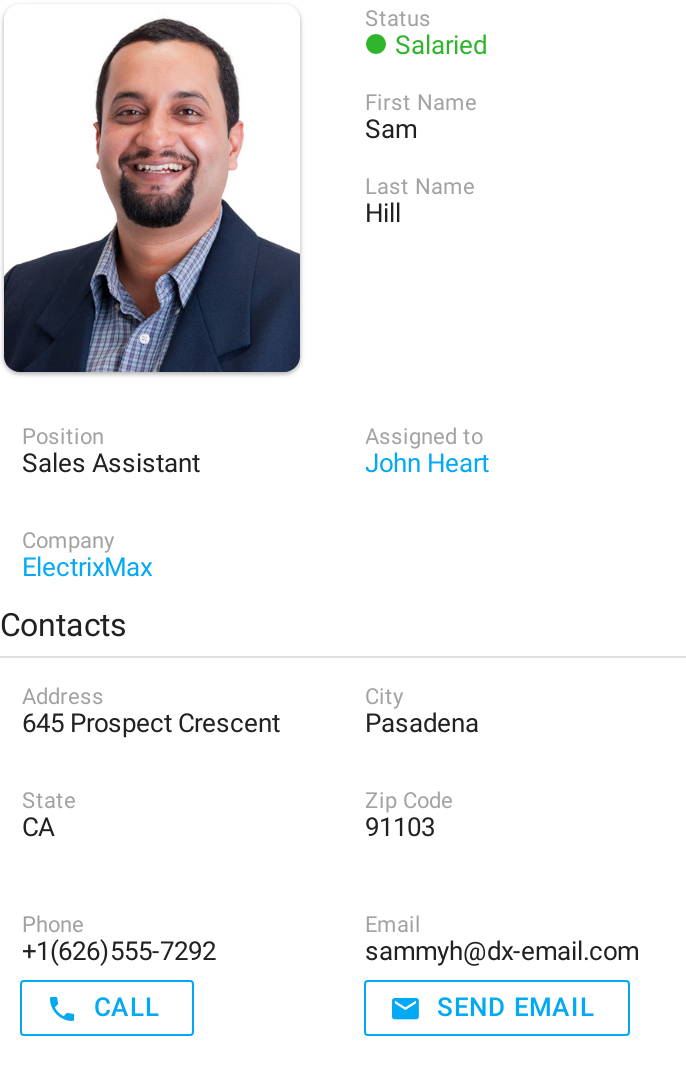 Status
Salaried
First Name
Sam
Last Name
Hill
Position
Sales Assistant
Assigned to
John Heart
Company
ElectrixMax
Contacts
Address
645 Prospect Crescent
City
Pasadena
State
CA
Zip Code
91103
Phone
+1(626)555-7292
CALL
Email
sammyh@dx-email.com
SEND EMAIL